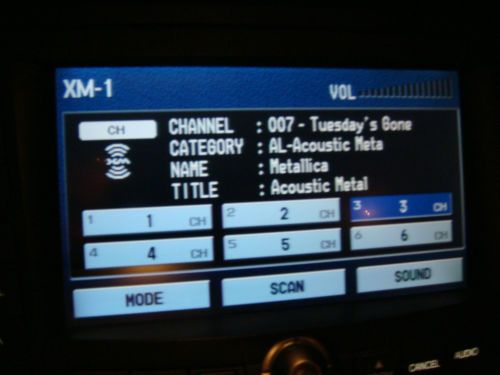 XM-1
VOL
CH
CHANNEL : 007 - Tuesday's Gone
CATEGORY : AL-Acoustic Meta
XM
NAME : Metallica
TITLE : Acoustic Metal
1 1 CH
2 2 CH
3 3 CH
4 4 CH
5 5 CH
6 6 CH
MODE
SCAN
SOUND
CANCEL
AUDIO